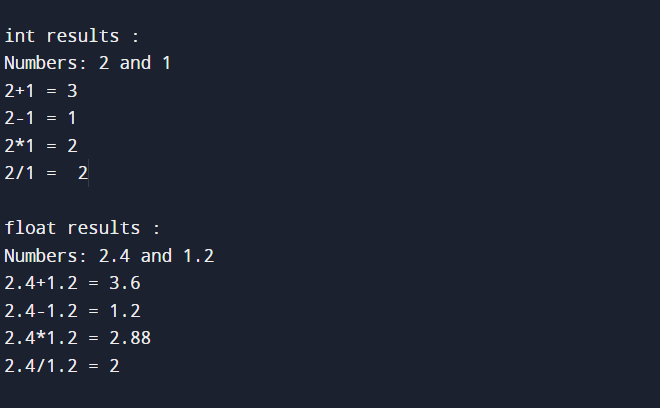 int results :
Numbers: 2 and 1
2+1 = 3
2-1 = 1
2*1 = 2
2/1 =  2
float results :
Numbers: 2.4 and 1.2
2.4+1.2 = 3.6
2.4-1.2 = 1.2
2.4*1.2 = 2.88
2.4/1.2 = 2